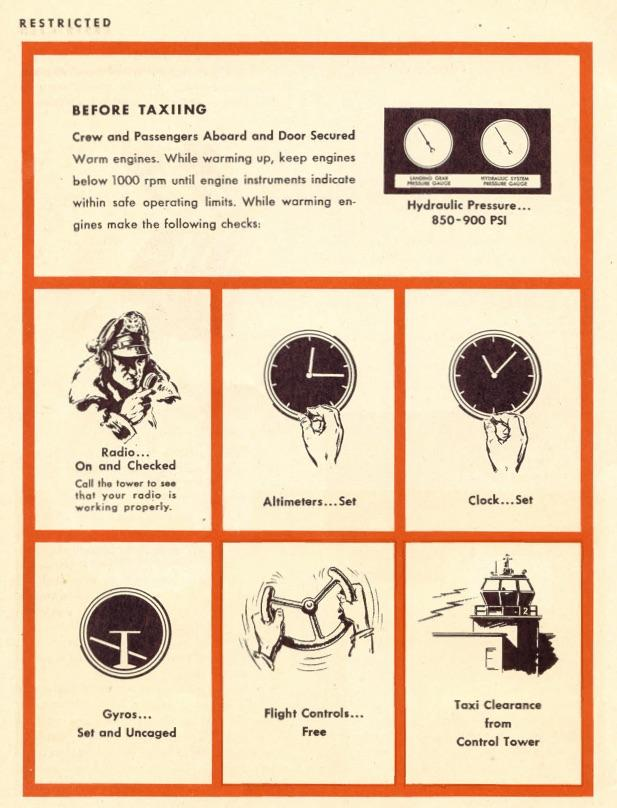 RESTRICTED
BEFORE TAXIING
Crew and Passengers Aboard and Door Secured
Warm engines. While warming up, keep engines
below 1000 rpm until engine instruments indicate
within safe operating limits. While warming en-
gines make the following checks:
LANDING GEAR
PRESSURE GAUGE
HYDRAULIC SYSTEM
PRESSURE GAUGE
Hydraulic Pressure...
850-900 PSI
Radio...
On and Checked
Call the tower to see
that your radio is
working properly.
Altimeters...Set
Clock...Set
2
E
Gyros...
Set and Uncaged
Flight Controls...
Free
Taxi Clearance
from
Control Tower